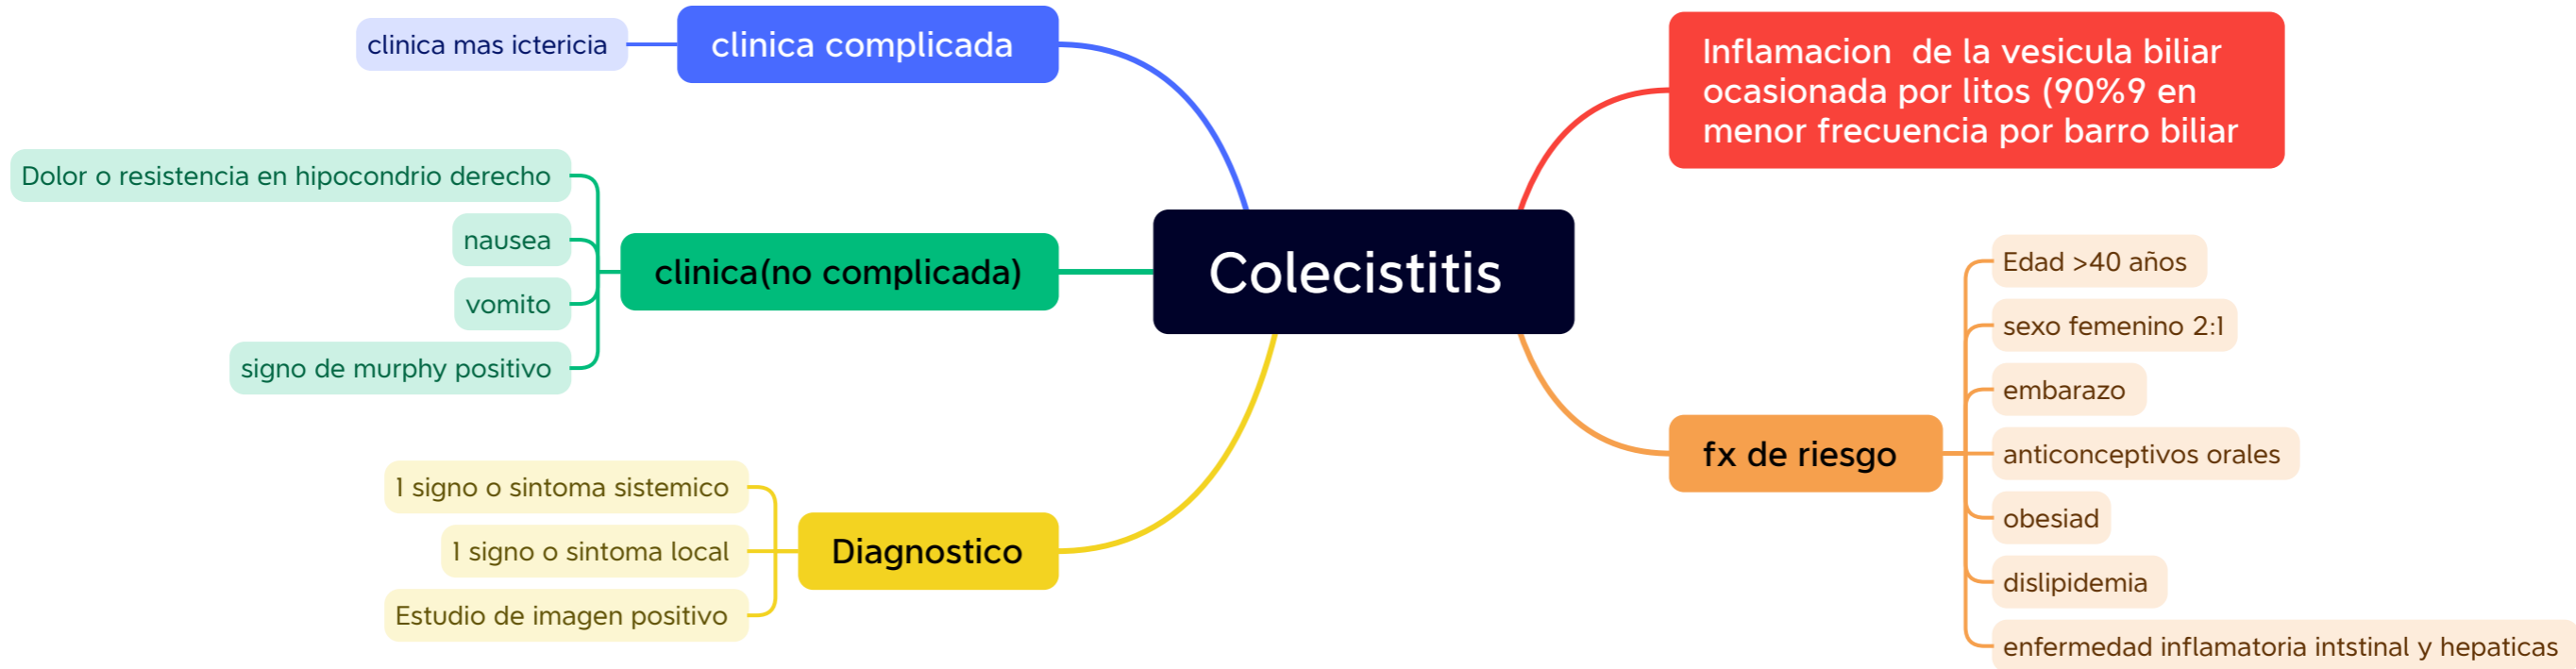 Colecistitis
Inflamacion  de la vesicula biliar
ocasionada por litos (90%9 en
menor frecuencia por barro biliar
fx de riesgo
Edad >40 años
sexo femenino 2:1
embarazo
anticonceptivos orales
obesiad
dislipidemia
enfermedad inflamatoria intstinal y hepaticas
clinica complicada
clinica mas ictericia
clinica(no complicada)
Dolor o resistencia en hipocondrio derecho
nausea
vomito
signo de murphy positivo
Diagnostico
1 signo o sintoma sistemico
1 signo o sintoma local
Estudio de imagen positivo